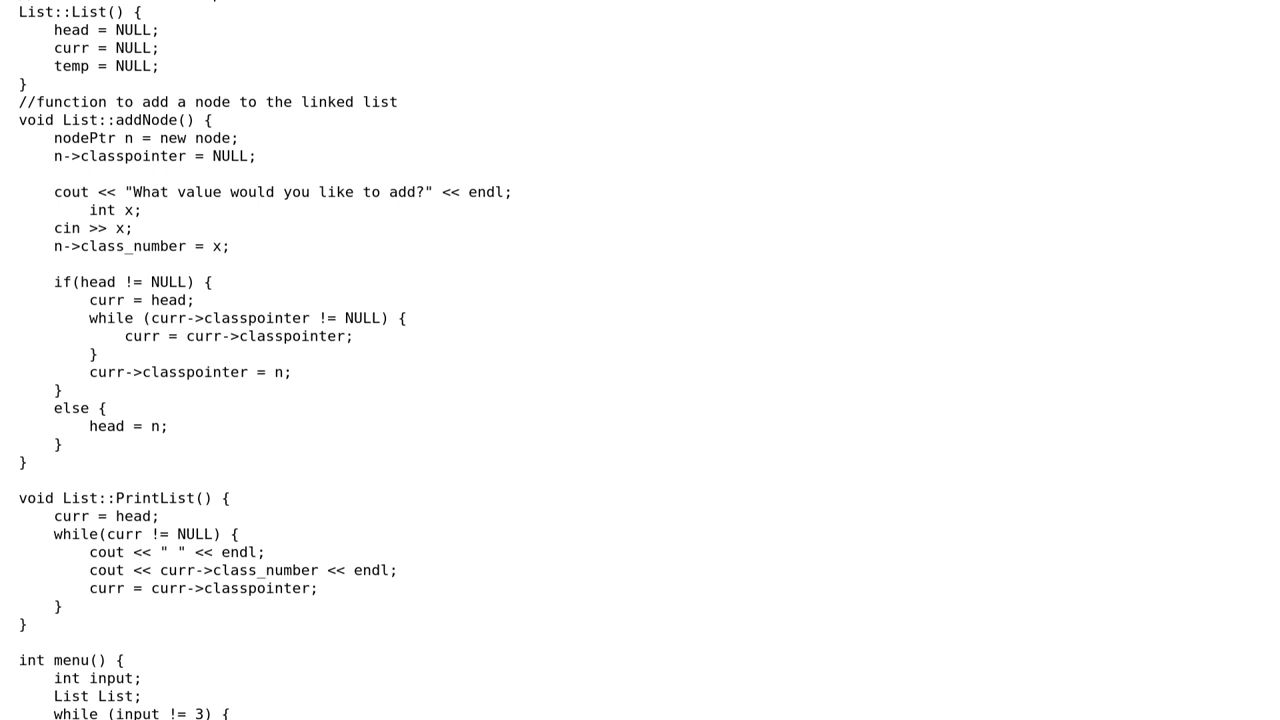 List::List() {
    head = NULL;
    curr = NULL;
    temp = NULL;
}
//function to add a node to the linked list
void List::addNode() {
    nodePtr n = new node;
    n->classpointer = NULL;

    cout << "What value would you like to add?" << endl;
        int x;
    cin >> x;
    n->class_number = x;

    if(head != NULL) {
        curr = head;
        while (curr->classpointer != NULL) {
            curr = curr->classpointer;
        }
        curr->classpointer = n;
    }
    else {
        head = n;
    }
}

void List::PrintList() {
    curr = head;
    while(curr != NULL) {
        cout << " " << endl;
        cout << curr->class_number << endl;
        curr = curr->classpointer;
    }
}

int menu() {
    int input;
    List List;
    while (input != 3) {